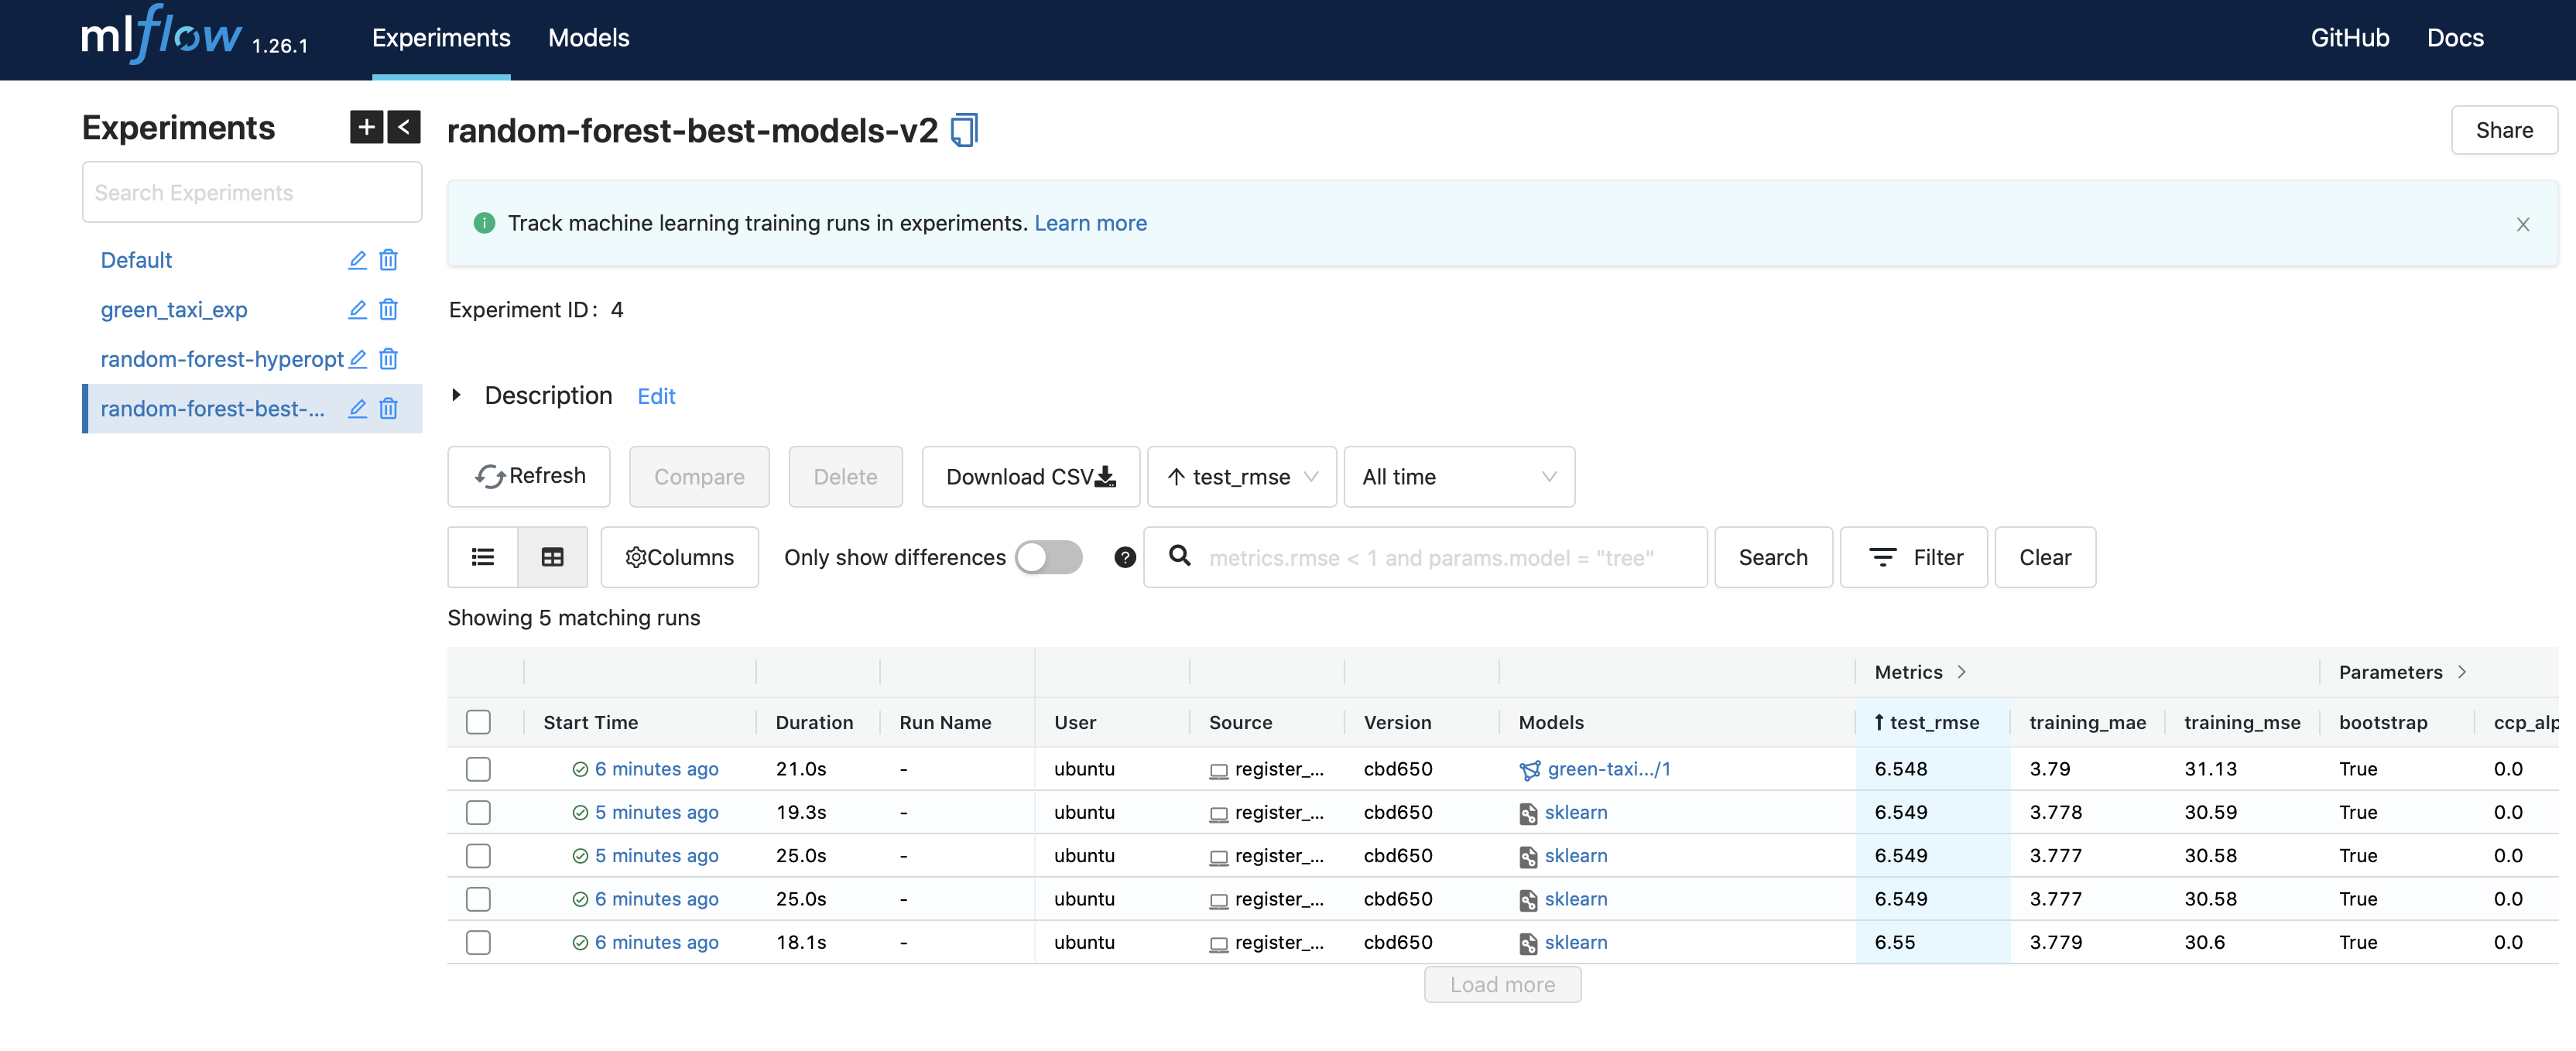 mlflow 1.26.1 Experiments Models GitHub Docs
Experiments + <
Search Experiments
Default
green_taxi_exp
random-forest-hyperopt
random-forest-best-...
random-forest-best-models-v2
Share
Track machine learning training runs in experiments. Learn more
Experiment ID: 4
Description Edit
Refresh Compare Delete Download CSV ↑ test_rmse All time
Columns Only show differences ? metrics.rmse < 1 and params.model = "tree" Search Filter Clear
Showing 5 matching runs
Metrics > Parameters >
Start Time Duration Run Name User Source Version Models ↑ test_rmse training_mae training_mse bootstrap ccp_alp
6 minutes ago 21.0s - ubuntu register_... cbd650 green-taxi.../1 6.548 3.79 31.13 True 0.0
5 minutes ago 19.3s - ubuntu register_... cbd650 sklearn 6.549 3.778 30.59 True 0.0
5 minutes ago 25.0s - ubuntu register_... cbd650 sklearn 6.549 3.777 30.58 True 0.0
6 minutes ago 25.0s - ubuntu register_... cbd650 sklearn 6.549 3.777 30.58 True 0.0
6 minutes ago 18.1s - ubuntu register_... cbd650 sklearn 6.55 3.779 30.6 True 0.0
Load more